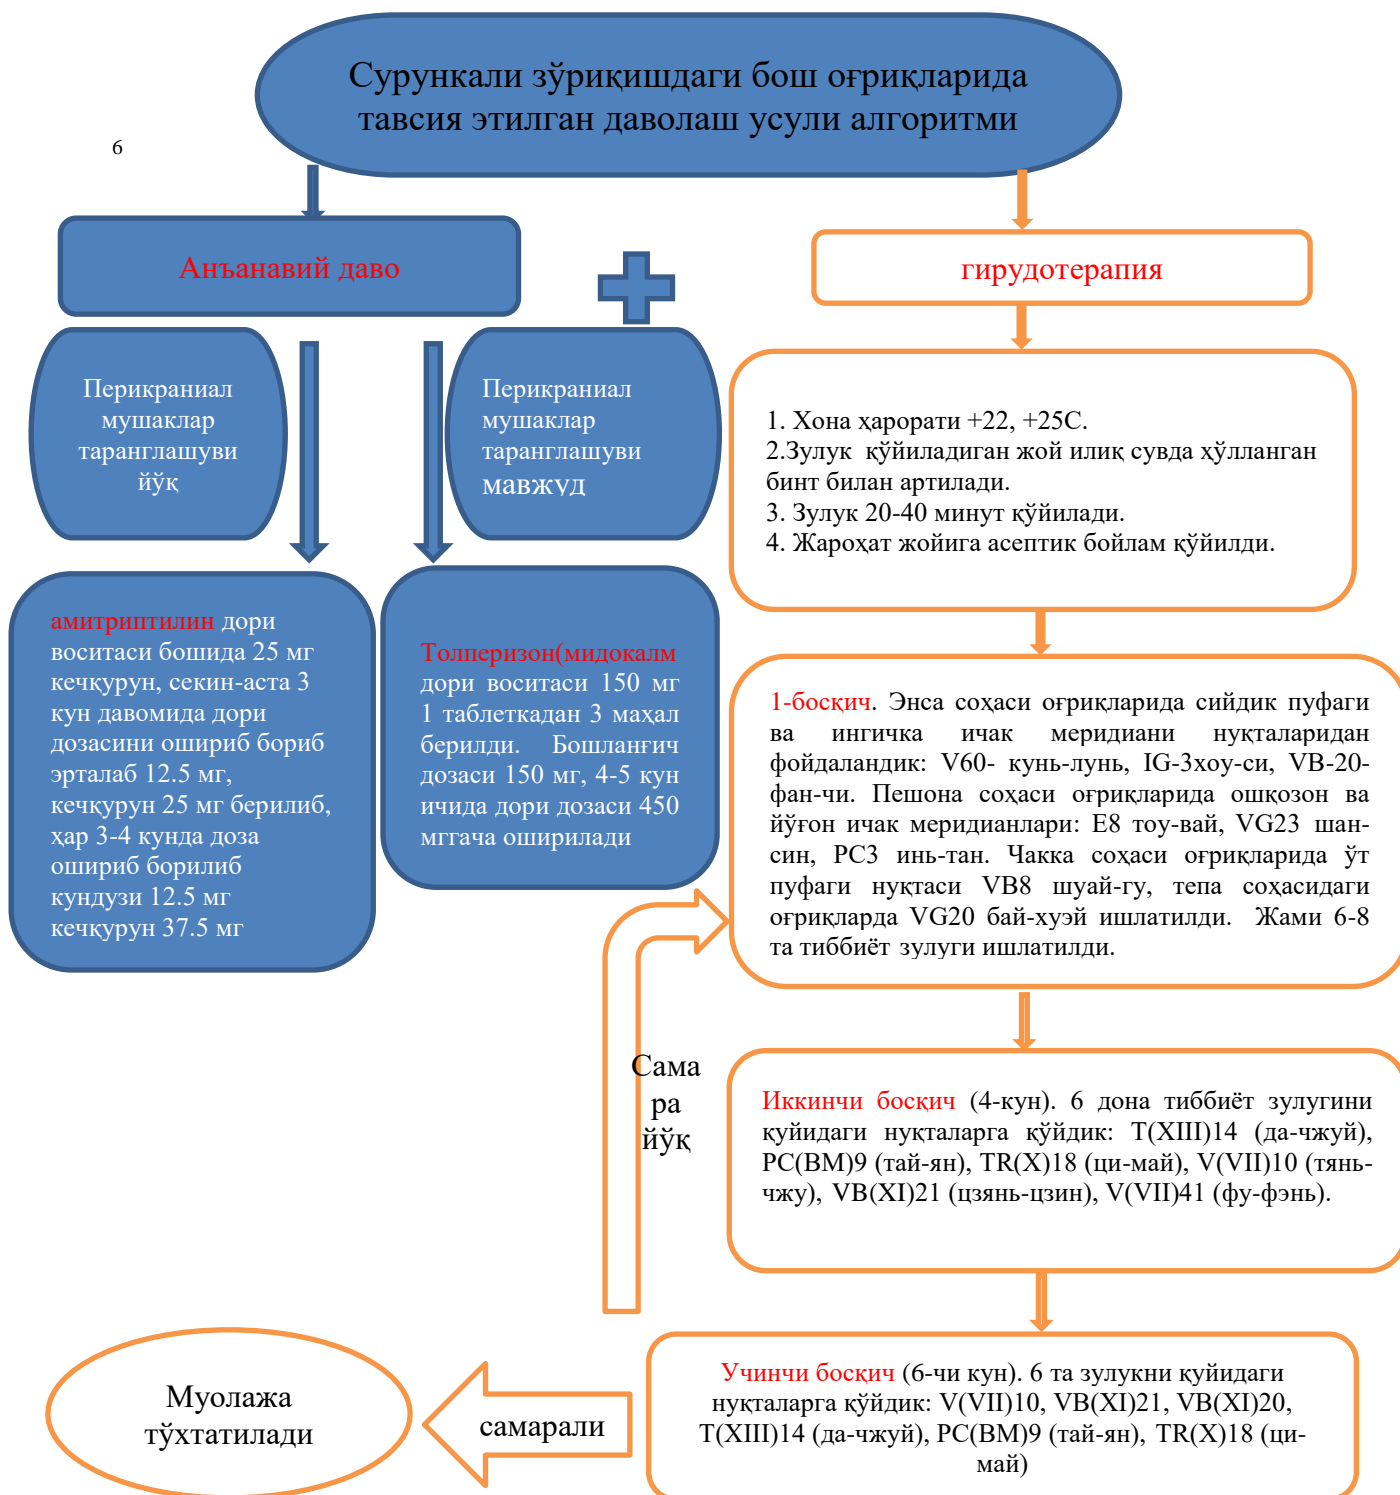 Сурункали зўриқишдаги бош оғриқларида
тавсия этилган даволаш усули алгоритми
6
Анъанавий даво
гирудотерапия
Перикраниал
мушаклар
таранглашуви
йўқ
Перикраниал
мушаклар
таранглашуви
мавжуд
1. Хона ҳарорати +22, +25С.
2.Зулук қўйиладиган жой илиқ сувда ҳўлланган
бинт билан артилади.
3. Зулук 20-40 минут қўйилади.
4. Жароҳат жойига асептик бойлам қўйилди.
амитриптилин дори
воситаси бошида 25 мг
кечқурун, секин-аста 3
кун давомида дори
дозасини ошириб бориб
эрталаб 12.5 мг,
кечқурун 25 мг берилиб,
ҳар 3-4 кунда доза
ошириб борилиб
кундузи 12.5 мг
кечқурун 37.5 мг
Толперизон(мидокалм
дори воситаси 150 мг
1 таблеткадан 3 маҳал
берилди. Бошланғич
дозаси 150 мг, 4-5 кун
ичида дори дозаси 450
мггача оширилади
1-босқич. Энса соҳаси оғриқларида сийдик пуфаги
ва ингичка ичак меридиани нуқталаридан
фойдаландик: V60- кунь-лунь, IG-3хоу-си, VB-20-
фан-чи. Пешона соҳаси оғриқларида ошқозон ва
йўғон ичак меридианлари: Е8 тоу-вай, VG23 шан-
син, РС3 инь-тан. Чакка соҳаси оғриқларида ўт
пуфаги нуқтаси VB8 шуай-гу, тепа соҳасидаги
оғриқларда VG20 бай-хуэй ишлатилди. Жами 6-8
та тиббиёт зулуги ишлатилди.
Сама
ра
йўқ
Иккинчи босқич (4-кун). 6 дона тиббиёт зулугини
қуйидаги нуқталарга қўйдик: Т(XIII)14 (да-чжуй),
РС(ВМ)9 (тай-ян), TR(X)18 (ци-май), V(VII)10 (тянь-
чжу), VB(XI)21 (цзянь-цзин), V(VII)41 (фу-фэнь).
Учинчи босқич (6-чи кун). 6 та зулукни қуйидаги
нуқталарга қўйдик: V(VII)10, VB(XI)21, VB(XI)20,
Т(XIII)14 (да-чжуй), РС(ВМ)9 (тай-ян), TR(X)18 (ци-
май)
самарали
Муолажа
тўхтатилади